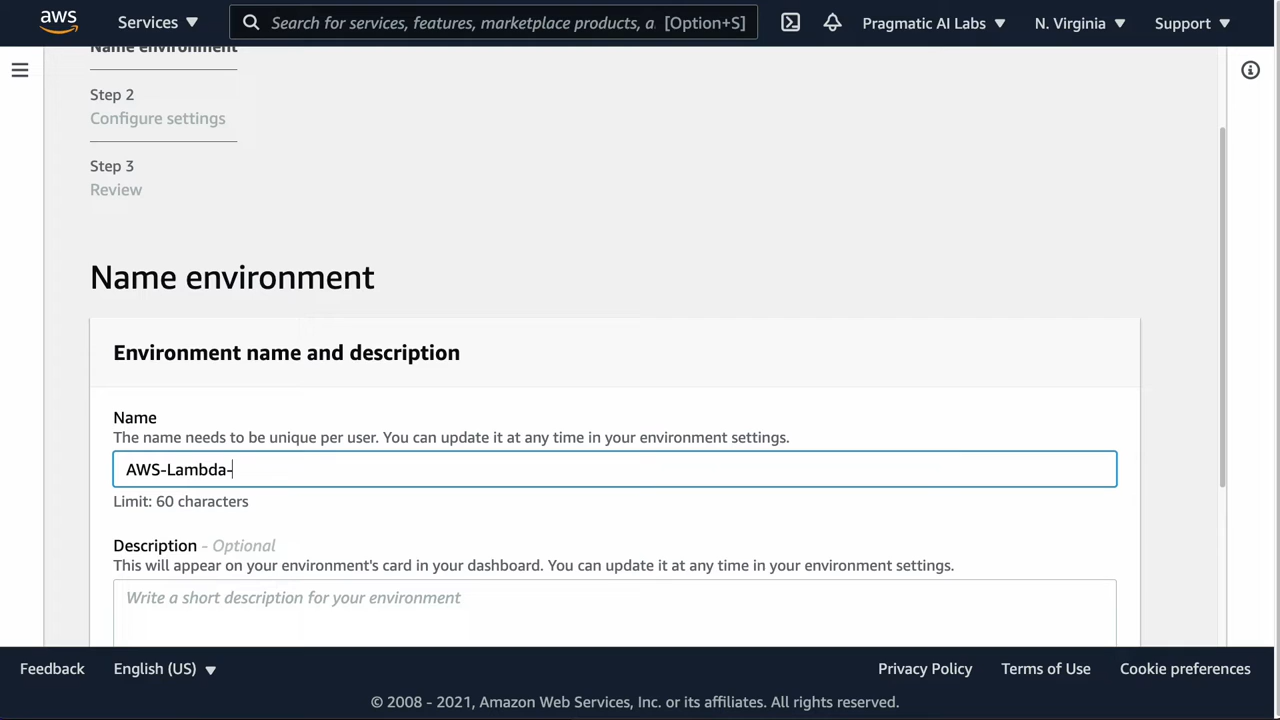 aws
Services
Search for services, features, marketplace products, a. [Option+S]
Pragmatic AI Labs
N. Virginia
Support
Name environment
Step 2
Configure settings
Step 3
Review
Name environment
Environment name and description
Name
The name needs to be unique per user. You can update it at any time in your environment settings.
AWS-Lambda-
Limit: 60 characters
Description - Optional
This will appear on your environment's card in your dashboard. You can update it at any time in your environment settings.
Write a short description for your environment
Feedback
English (US)
Privacy Policy
Terms of Use
Cookie preferences
© 2008 - 2021, Amazon Web Services, Inc. or its affiliates. All rights reserved.